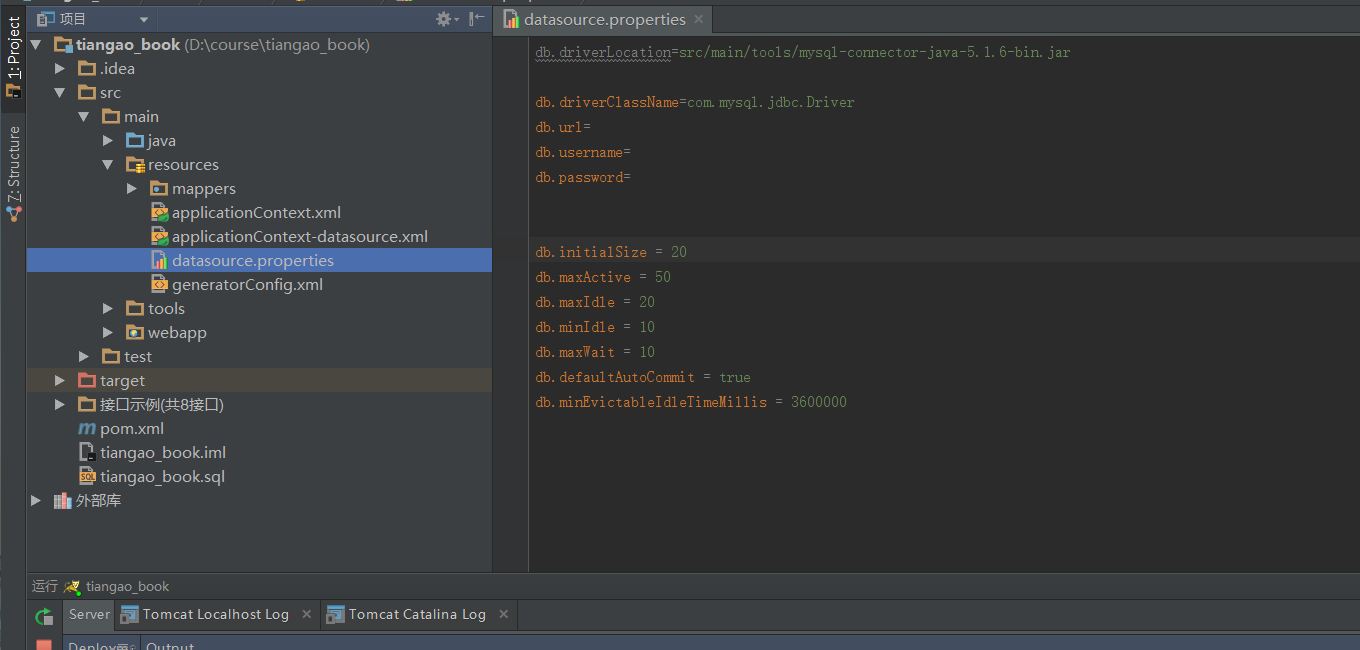 1: Project
7: Structure
项目
tiangao_book (D:\course\tiangao_book)
.idea
src
main
java
resources
mappers
applicationContext.xml
applicationContext-datasource.xml
datasource.properties
generatorConfig.xml
tools
webapp
test
target
接口示例(共8接口)
pom.xml
tiangao_book.iml
tiangao_book.sql
外部库
datasource.properties
db.driverLocation=src/main/tools/mysql-connector-java-5.1.6-bin.jar
db.driverClassName=com.mysql.jdbc.Driver
db.url=
db.username=
db.password=
db.initialSize = 20
db.maxActive = 50
db.maxIdle = 20
db.minIdle = 10
db.maxWait = 10
db.defaultAutoCommit = true
db.minEvictableIdleTimeMillis = 3600000
运行 tiangao_book
Server Tomcat Localhost Log Tomcat Catalina Log
Output